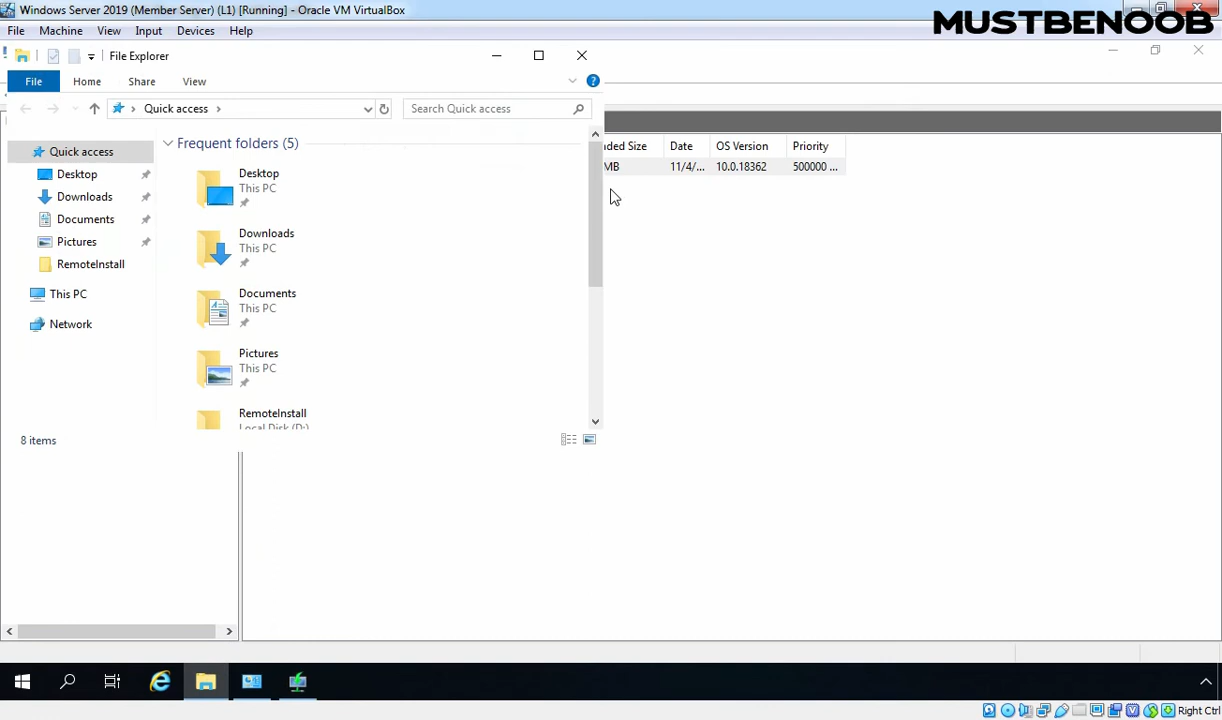 Windows Server 2019 (Member Server) (L1) [Running] - Oracle VM VirtualBox
MUSTBENOOB
File Machine View Input Devices Help
File Explorer
File Home Share View
Quick access
Search Quick access
Quick access
Desktop
Downloads
Documents
Pictures
RemoteInstall
This PC
Network
Frequent folders (5)
Desktop
This PC
Downloads
This PC
Documents
This PC
Pictures
This PC
RemoteInstall
Local Disk (D:)
8 items
ded Size Date OS Version Priority
MB 11/4/... 10.0.18362 500000 ...
Right Ctrl